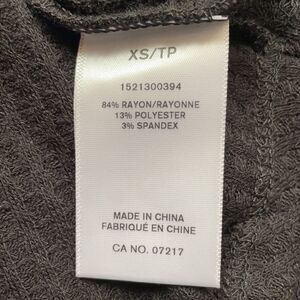 XS/TP
1521300394
84% RAYON/RAYONNE
13% POLYESTER
3% SPANDEX
MADE IN CHINA
FABRIQUÉ EN CHINE
CA NO. 07217